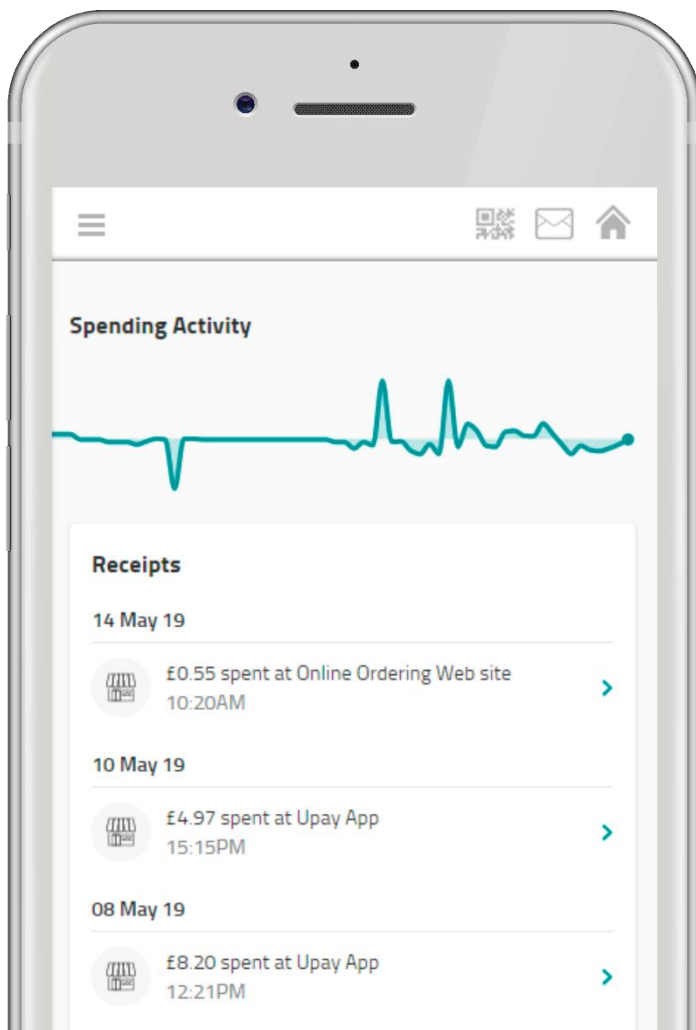 Spending Activity
Receipts
14 May 19
£0.55 spent at Online Ordering Web site
10:20AM
10 May 19
£4.97 spent at Upay App
15:15PM
08 May 19
£8.20 spent at Upay App
12:21PM